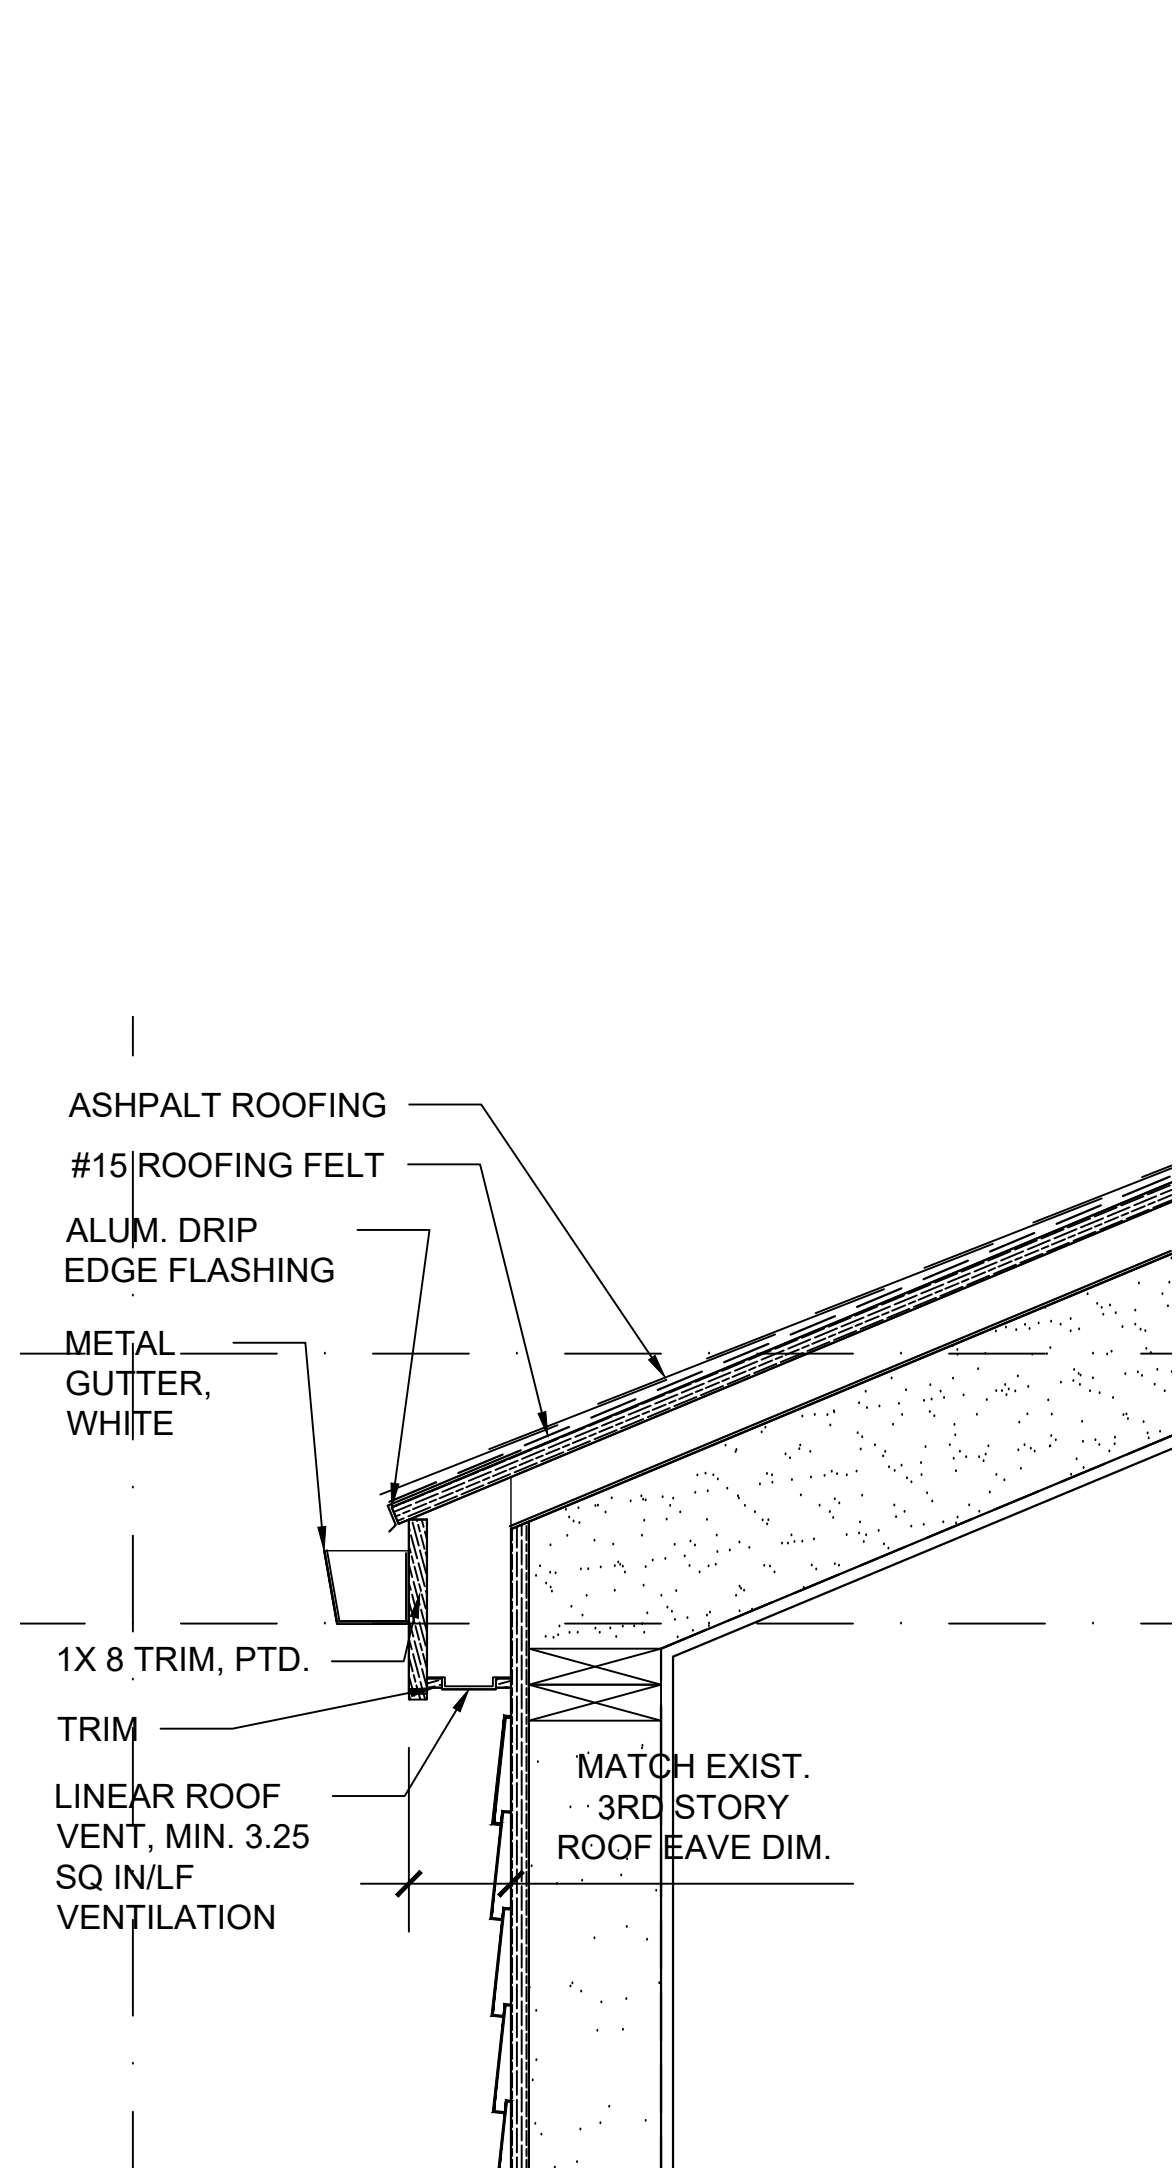 ASHPALT ROOFING
#15 ROOFING FELT
ALUM. DRIP
EDGE FLASHING
METAL
GUTTER,
WHITE
1X 8 TRIM, PTD.
TRIM
LINEAR ROOF
VENT, MIN. 3.25
SQ IN/LF
VENTILATION
MATCH EXIST.
3RD STORY
ROOF EAVE DIM.